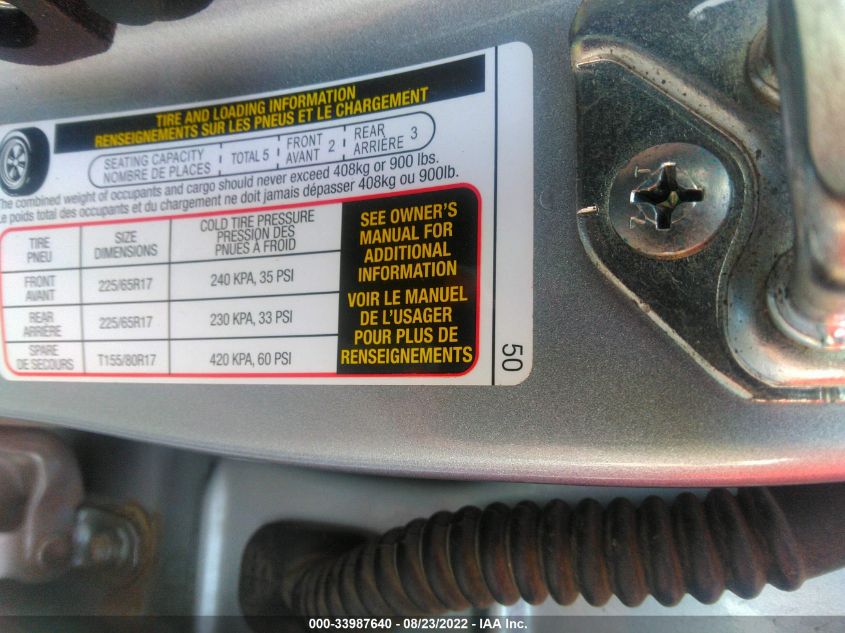 TIRE AND LOADING INFORMATION
RENSEIGNEMENTS SUR LES PNEUS ET LE CHARGEMENT
SEATING CAPACITY
NOMBRE DE PLACES
TOTAL 5
FRONT
AVANT 2
REAR
ARRIÈRE 3
The combined weight of occupants and cargo should never exceed 408kg or 900 lbs.
Le poids total des occupants et du chargement ne doit jamais dépasser 408kg ou 900lb.
TIRE
PNEU
SIZE
DIMENSIONS
COLD TIRE PRESSURE
PRESSION DES
PNUES À FROID
FRONT
AVANT
225/65R17
240 KPA, 35 PSI
REAR
ARRIÈRE
225/65R17
230 KPA, 33 PSI
SPARE
DE SECOURS
T155/80R17
420 KPA, 60 PSI
SEE OWNER'S
MANUAL FOR
ADDITIONAL
INFORMATION
VOIR LE MANUEL
DE L'USAGER
POUR PLUS DE
RENSEIGNEMENTS
50
000-33987640 - 08/23/2022 - IAA Inc.